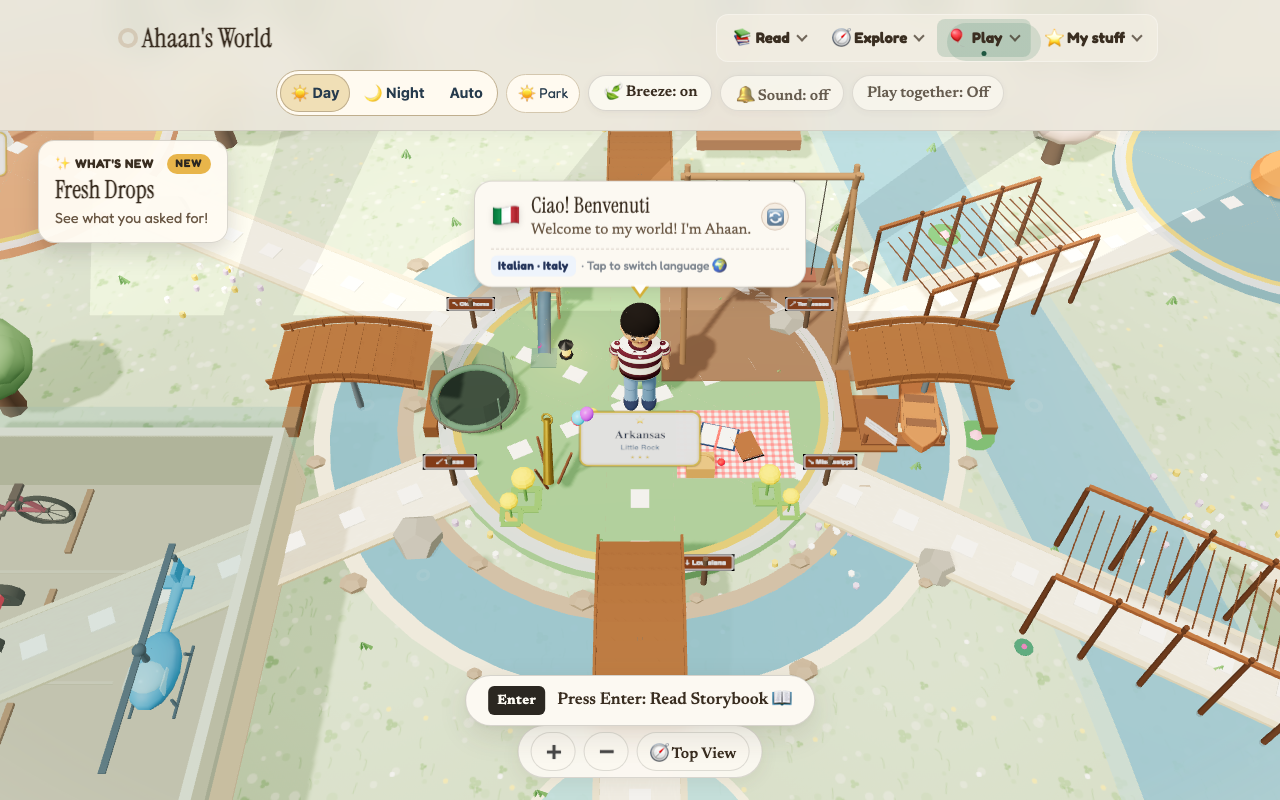 Ahaan's World
📚 Read
🧭 Explore
🎈 Play
⭐ My stuff
☀️ Day
🌙 Night
Auto
☀️ Park
🍃 Breeze: on
🔔 Sound: off
Play together: Off
✨ WHAT'S NEW NEW
Fresh Drops
See what you asked for!
Ciao! Benvenuti
Welcome to my world! I'm Ahaan.
Italian · Italy · Tap to switch language 🌍
Arkansas
Little Rock
Enter Press Enter: Read Storybook 📖
+
−
🧭 Top View